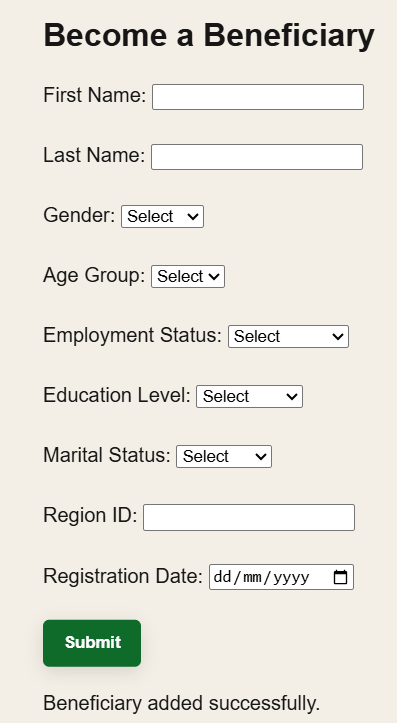 Become a Beneficiary
First Name:
Last Name:
Gender: Select
Age Group: Select
Employment Status: Select
Education Level: Select
Marital Status: Select
Region ID:
Registration Date: dd/mm/yyyy
Submit
Beneficiary added successfully.